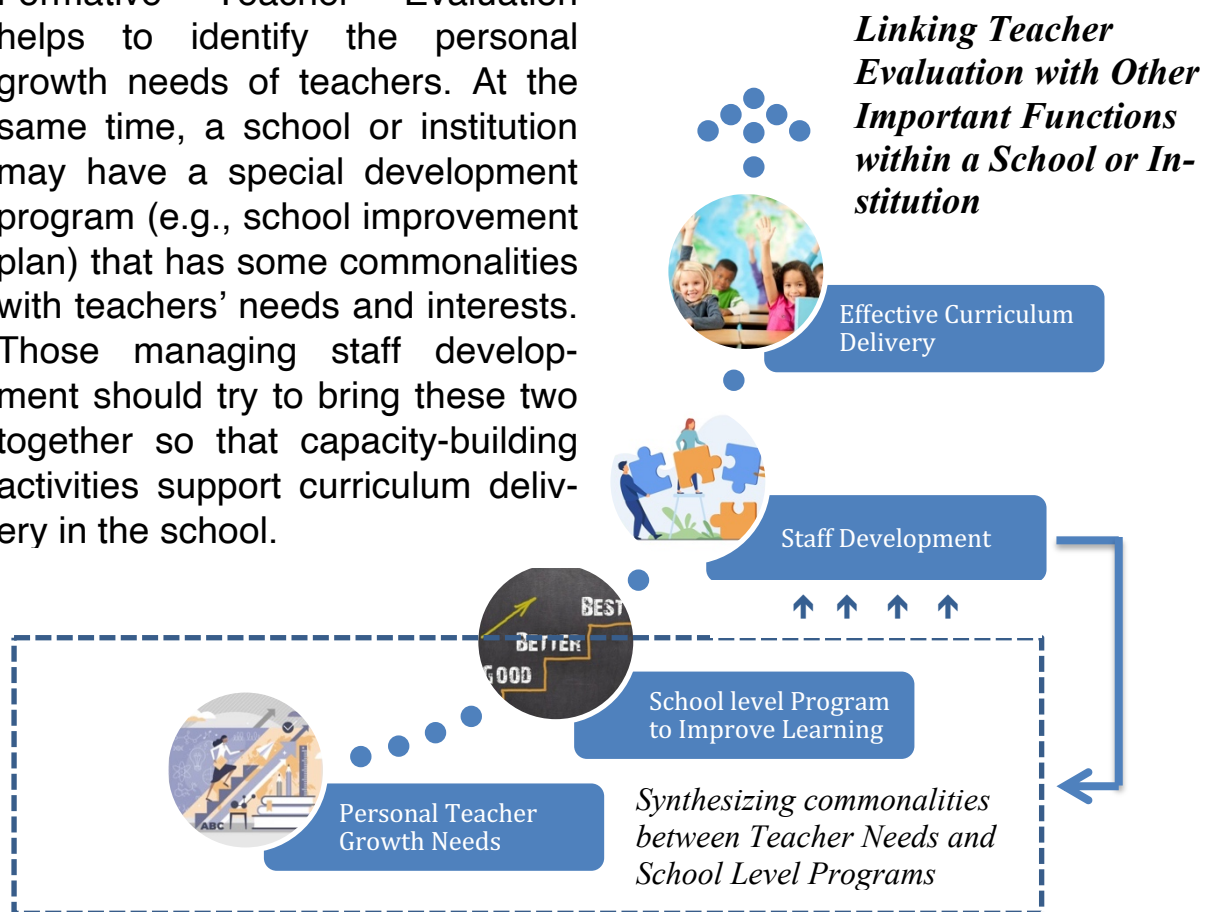 Formative Teacher Evaluation
helps to identify the personal
growth needs of teachers. At the
same time, a school or institution
may have a special development
program (e.g., school improvement
plan) that has some commonalities
with teachers’ needs and interests.
Those managing staff develop-
ment should try to bring these two
together so that capacity-building
activities support curriculum deliv-
ery in the school.
Linking Teacher
Evaluation with Other
Important Functions
within a School or In-
stitution
Effective Curriculum
Delivery
Staff Development
BEST
BETTER
GOOD
School level Program
to Improve Learning
ABC
Personal Teacher
Growth Needs
Synthesizing commonalities
between Teacher Needs and
School Level Programs